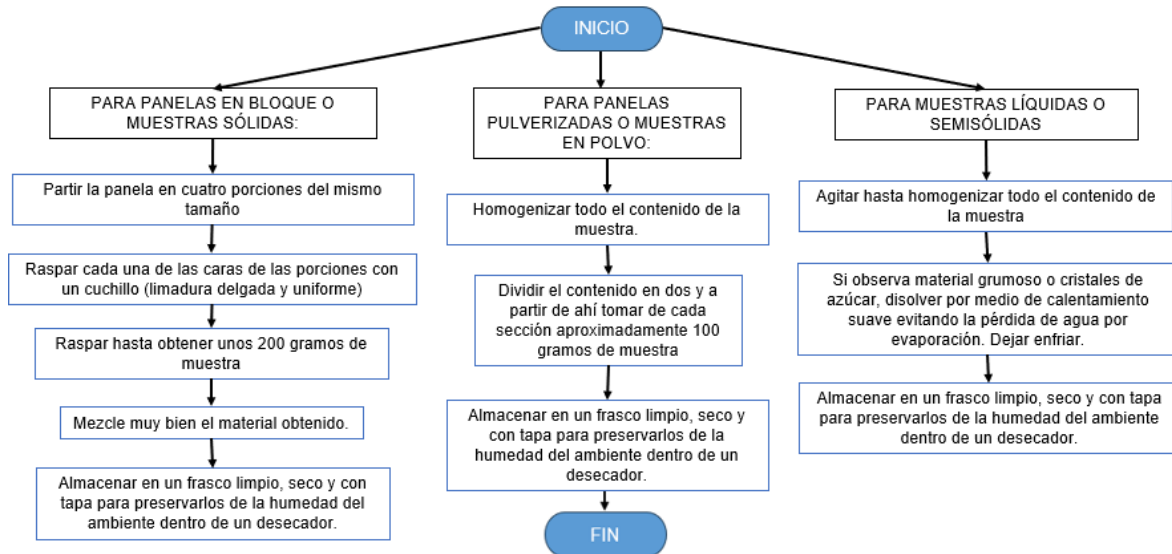 INICIO
PARA PANELAS EN BLOQUE O
MUESTRAS SÓLIDAS:
Partir la panela en cuatro porciones del mismo
tamaño
Raspar cada una de las caras de las porciones con
un cuchillo (limadura delgada y uniforme)
Raspar hasta obtener unos 200 gramos de
muestra
Mezcle muy bien el material obtenido.
Almacenar en un frasco limpio, seco y con
tapa para preservarlos de la humedad del
ambiente dentro de un desecador.
PARA PANELAS
PULVERIZADAS O MUESTRAS
EN POLVO:
Homogenizar todo el contenido de la
muestra.
Dividir el contenido en dos y a
partir de ahí tomar de cada
sección aproximadamente 100
gramos de muestra
Almacenar en un frasco limpio, seco y
con tapa para preservarlos de la
humedad del ambiente dentro de un
desecador.
FIN
PARA MUESTRAS LÍQUIDAS O
SEMISÓLIDAS
Agitar hasta homogenizar todo el contenido de
la muestra
Si observa material grumoso o cristales de
azúcar, disolver por medio de calentamiento
suave evitando la pérdida de agua por
evaporación. Dejar enfriar.
Almacenar en un frasco limpio, seco y con tapa
para preservarlos de la humedad del ambiente
dentro de un desecador.